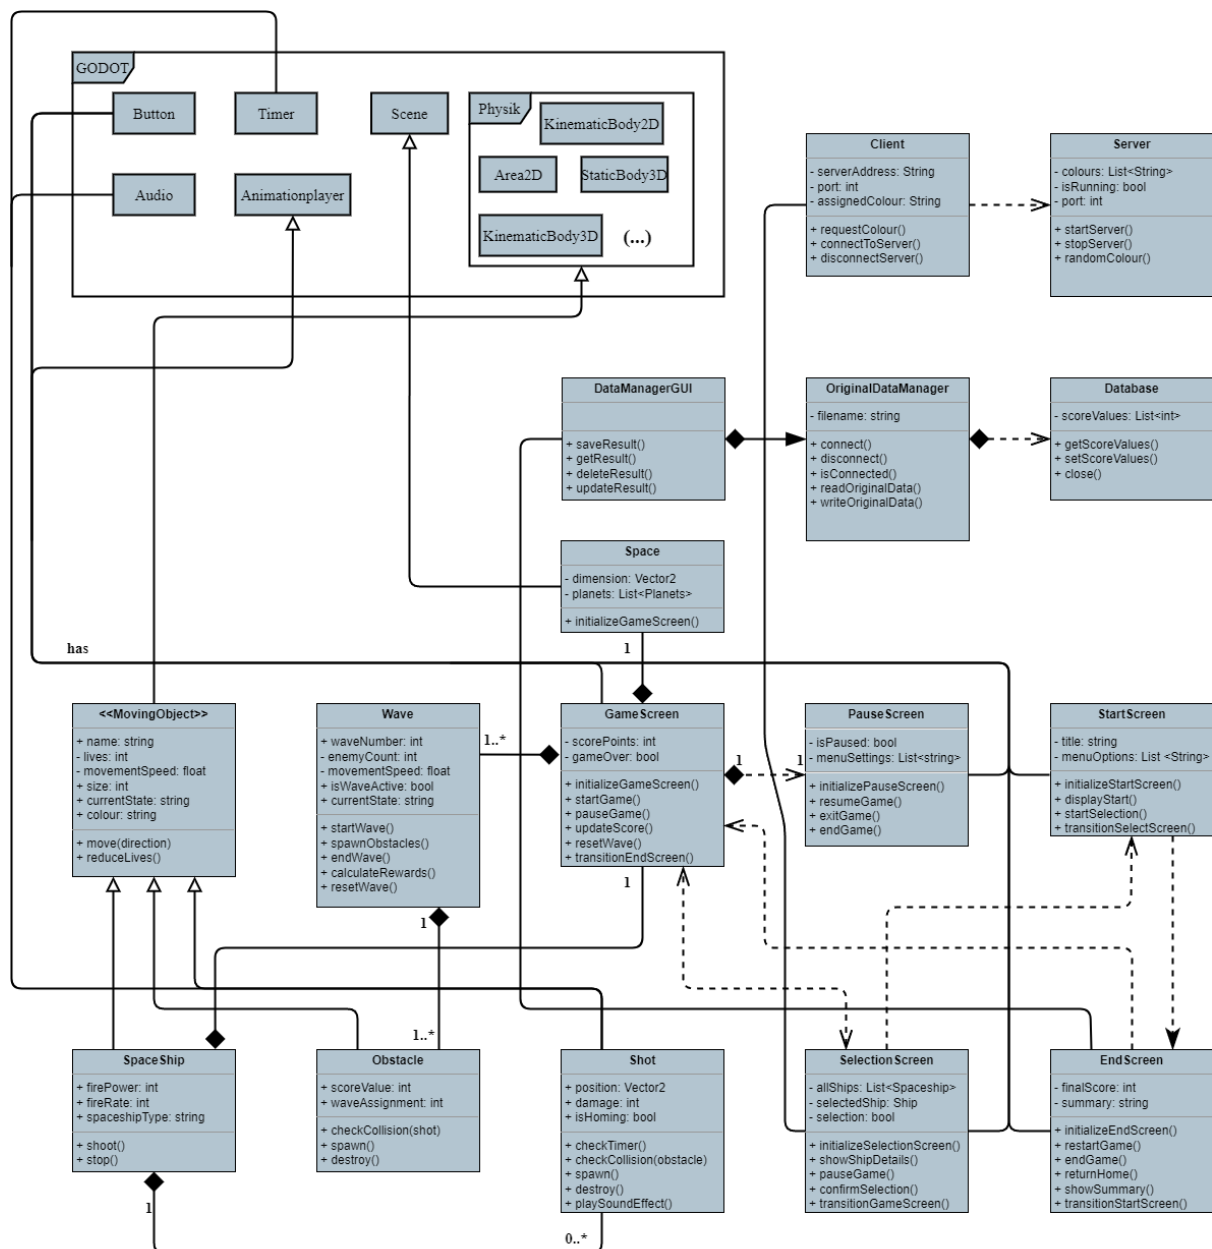 GODOT
Button
Timer
Scene
Physik
KinematicBody2D
Area2D
StaticBody3D
KinematicBody3D
(...)
Audio
Animationplayer
Client
- serverAddress: String
- port: int
- assignedColour: String
+ requestColour()
+ connectToServer()
+ disconnectServer()
Server
- colours: List<String>
- isRunning: bool
- port: int
+ startServer()
+ stopServer()
+ randomColour()
DataManagerGUI
+ saveResult()
+ getResult()
+ deleteResult()
+ updateResult()
OriginalDataManager
- filename: string
+ connect()
+ disconnect()
+ isConnected()
+ readOriginalData()
+ writeOriginalData()
Database
- scoreValues: List<int>
+ getScoreValues()
+ setScoreValues()
+ close()
Space
- dimension: Vector2
- planets: List<Planets>
+ initializeGameScreen()
has
1
<<MovingObject>>
+ name: string
- lives: int
- movementSpeed: float
+ size: int
+ currentState: string
+ colour: string
+ move(direction)
+ reduceLives()
Wave
+ waveNumber: int
- enemyCount: int
- movementSpeed: float
+ isWaveActive: bool
+ currentState: string
+ startWave()
+ spawnObstacles()
+ endWave()
+ calculateRewards()
+ resetWave()
1..*
GameScreen
- scorePoints: int
- gameOver: bool
+ initializeGameScreen()
+ startGame()
+ pauseGame()
+ updateScore()
+ resetWave()
+ transitionEndScreen()
1
1
PauseScreen
- isPaused: bool
- menuSettings: List<string>
+ initializePauseScreen()
+ resumeGame()
+ exitGame()
+ endGame()
StartScreen
- title: string
- menuOptions: List <String>
+ initializeStartScreen()
+ displayStart()
+ startSelection()
+ transitionSelectScreen()
1
1
1..*
SpaceShip
+ firePower: int
+ fireRate: int
+ spaceshipType: string
+ shoot()
+ stop()
Obstacle
+ scoreValue: int
+ waveAssignment: int
+ checkCollision(shot)
+ spawn()
+ destroy()
Shot
+ position: Vector2
+ damage: int
+ isHoming: bool
+ checkTimer()
+ checkCollision(obstacle)
+ spawn()
+ destroy()
+ playSoundEffect()
SelectionScreen
- allShips: List<Spaceship>
- selectedShip: Ship
- selection: bool
+ initializeSelectionScreen()
+ showShipDetails()
+ pauseGame()
+ confirmSelection()
+ transitionGameScreen()
EndScreen
- finalScore: int
- summary: string
+ initializeEndScreen()
+ restartGame()
+ endGame()
+ returnHome()
+ showSummary()
+ transitionStartScreen()
1
0..*